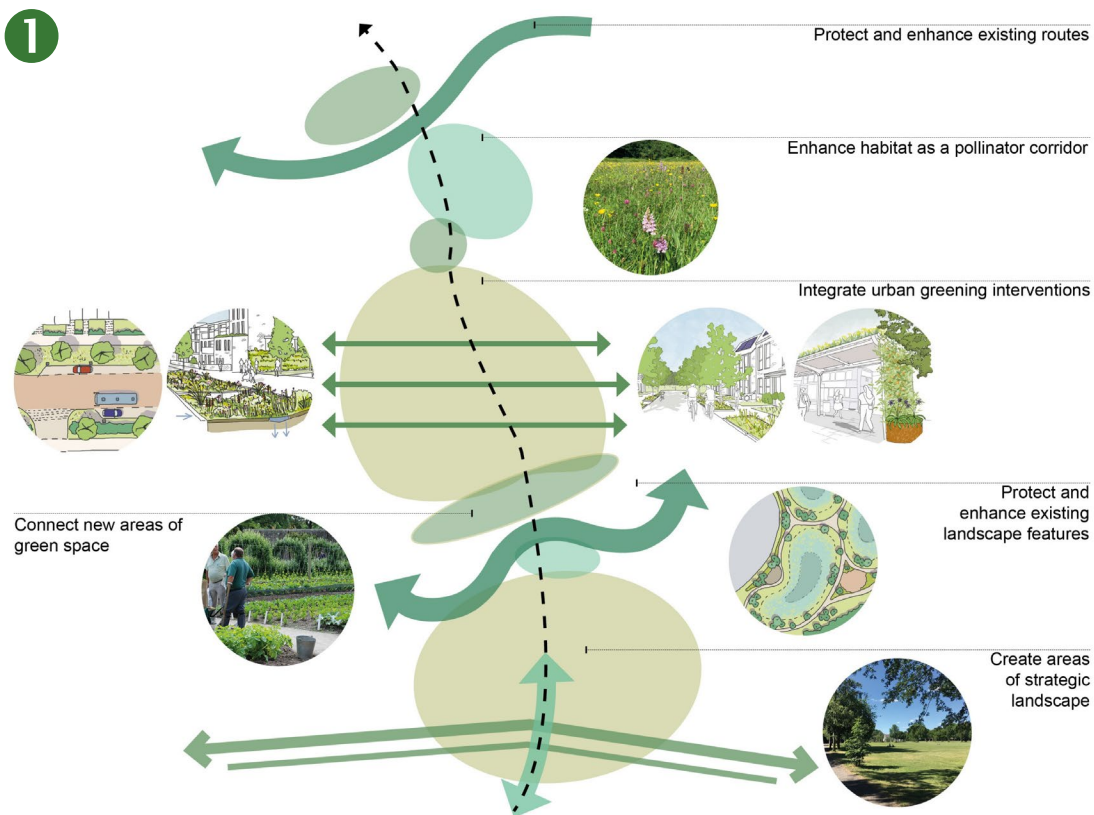 1
Protect and enhance existing routes
Enhance habitat as a pollinator corridor
Integrate urban greening interventions
Protect and
enhance existing
landscape features
Connect new areas of
green space
Create areas
of strategic
landscape